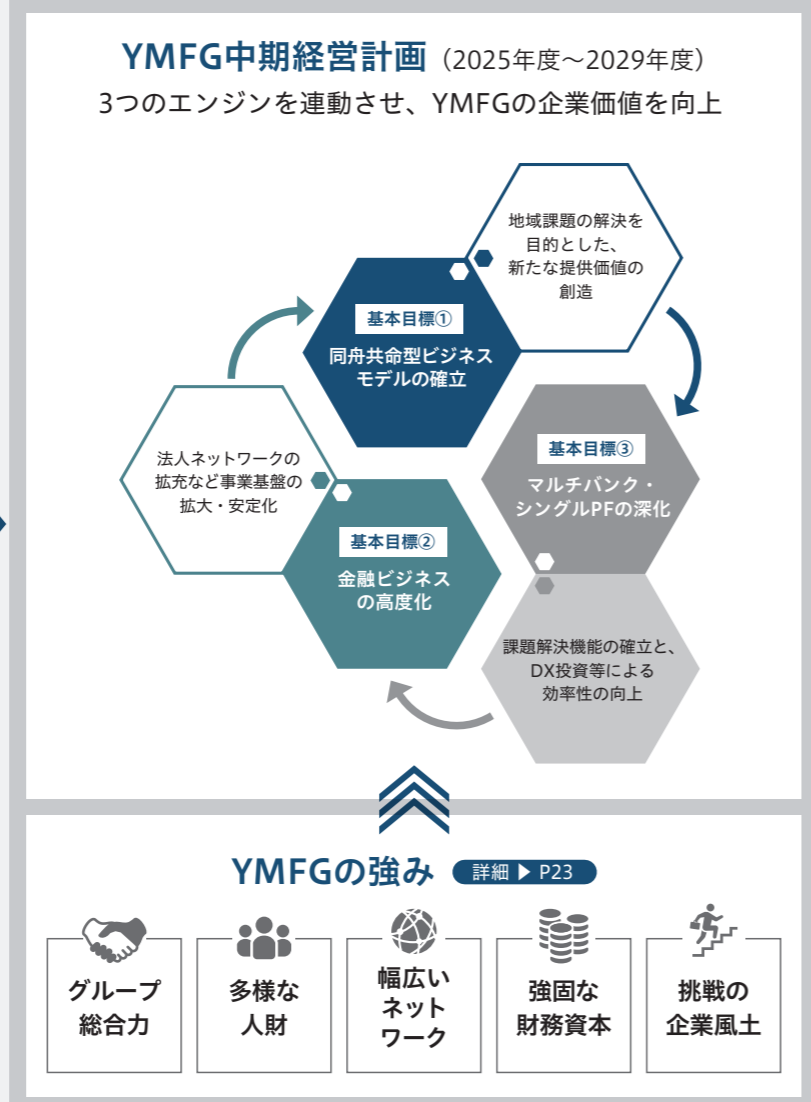 YMFG中期経営計画（2025年度～2029年度）
3つのエンジンを連動させ、YMFGの企業価値を向上
地域課題の解決を
目的とした、
新たな提供価値の
創造
基本目標①
同舟共命型ビジネス
モデルの確立
基本目標③
マルチバンク・
シングルPFの深化
法人ネットワークの
拡充など事業基盤の
拡大・安定化
基本目標②
金融ビジネス
の高度化
課題解決機能の確立と、
DX投資等による
効率性の向上
YMFGの強み 詳細 ▶ P23
グループ
総合力
多様な
人財
幅広い
ネット
ワーク
強固な
財務資本
挑戦の
企業風土